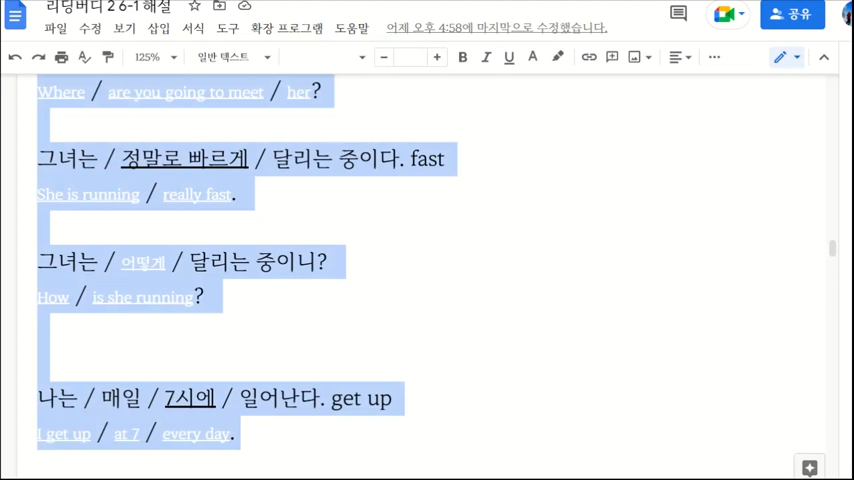 리딩버디 2 6-1 해설
공유
파일 수정 보기 삽입 서식 도구 확장 프로그램 도움말 어제 오후 4:58에 마지막으로 수정했습니다.
125% 일반 텍스트 B I U A
Where / are you going to meet / her?
그녀는 / 정말로 빠르게 / 달리는 중이다. fast
She is running / really fast.
그녀는 / 어떻게 / 달리는 중이니?
How / is she running?
나는 / 매일 / 7시에 / 일어난다. get up
I get up / at 7 / every day.